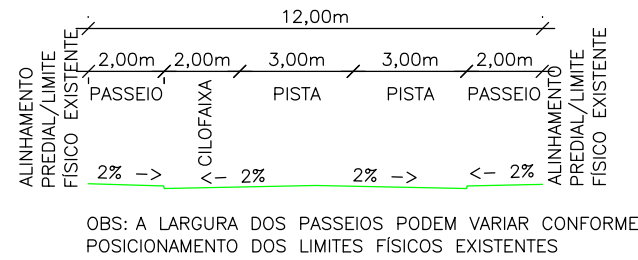 12,00m
2,00m 2,00m 3,00m 3,00m 2,00m
ALINHAMENTO
PREDIAL/LIMITE
FÍSICO EXISTENTE
PASSEIO
CILOFAIXA
PISTA
PISTA
PASSEIO
ALINHAMENTO
PREDIAL/LIMITE
FÍSICO EXISTENTE
2% -> <- 2% 2% -> <- 2%
OBS: A LARGURA DOS PASSEIOS PODEM VARIAR CONFORME
POSICIONAMENTO DOS LIMITES FÍSICOS EXISTENTES